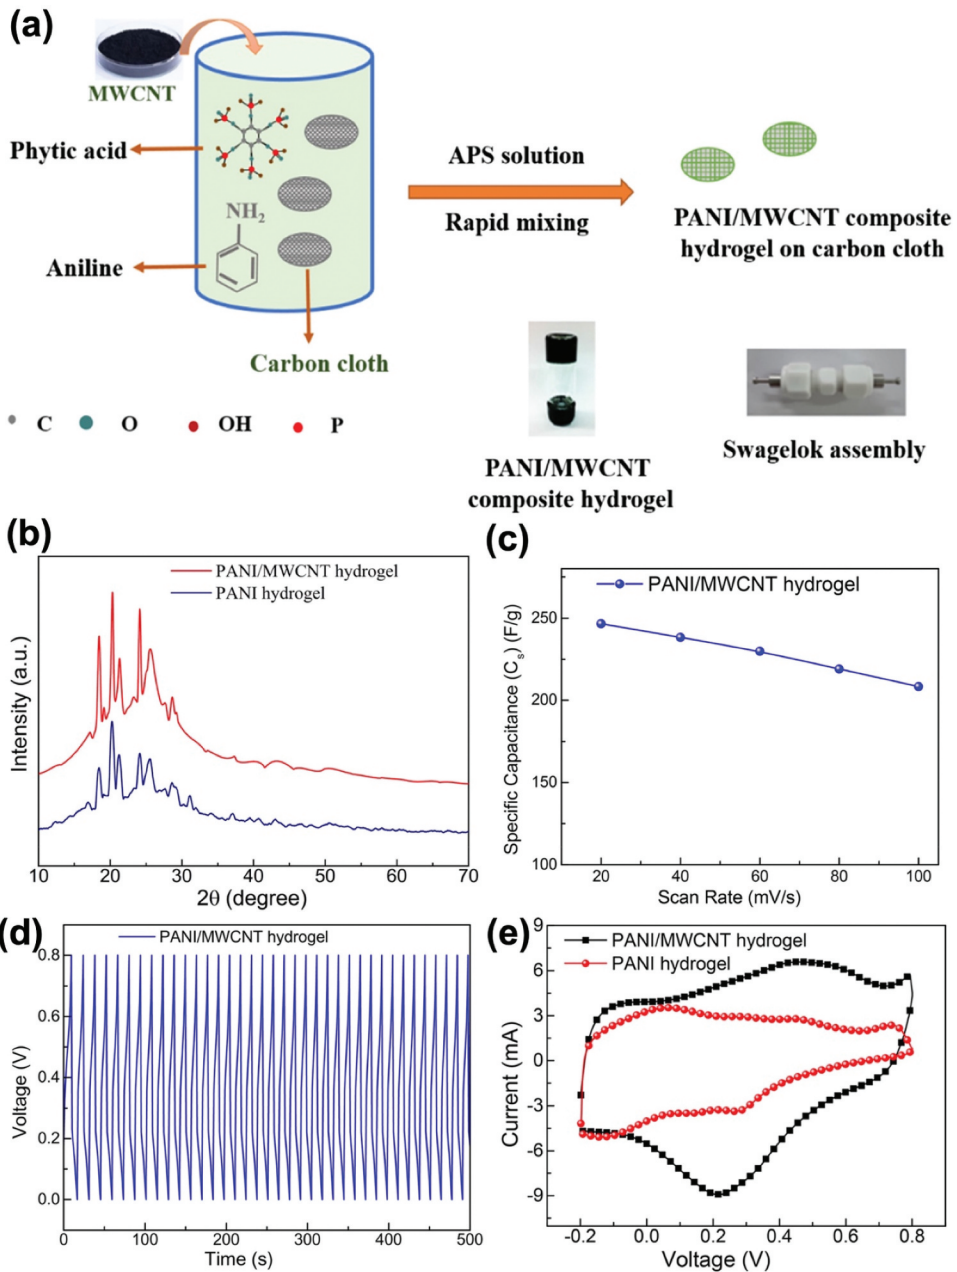 (a)
MWCNT
Phytic acid
NH2
Aniline
Carbon cloth
C O OH P
APS solution
Rapid mixing
PANI/MWCNT composite
hydrogel on carbon cloth
PANI/MWCNT
composite hydrogel
Swagelok assembly
(b)
PANI/MWCNT hydrogel
PANI hydrogel
Intensity (a.u.)
10 20 30 40 50 60 70
2θ (degree)
(c)
PANI/MWCNT hydrogel
Specific Capacitance (Cs) (F/g)
250
200
150
100
20 40 60 80 100
Scan Rate (mV/s)
(d)
PANI/MWCNT hydrogel
Voltage (V)
0.8
0.6
0.4
0.2
0.0
0 100 200 300 400 500
Time (s)
(e)
PANI/MWCNT hydrogel
PANI hydrogel
Current (mA)
9
6
3
0
-3
-6
-9
-0.2 0.0 0.2 0.4 0.6 0.8
Voltage (V)